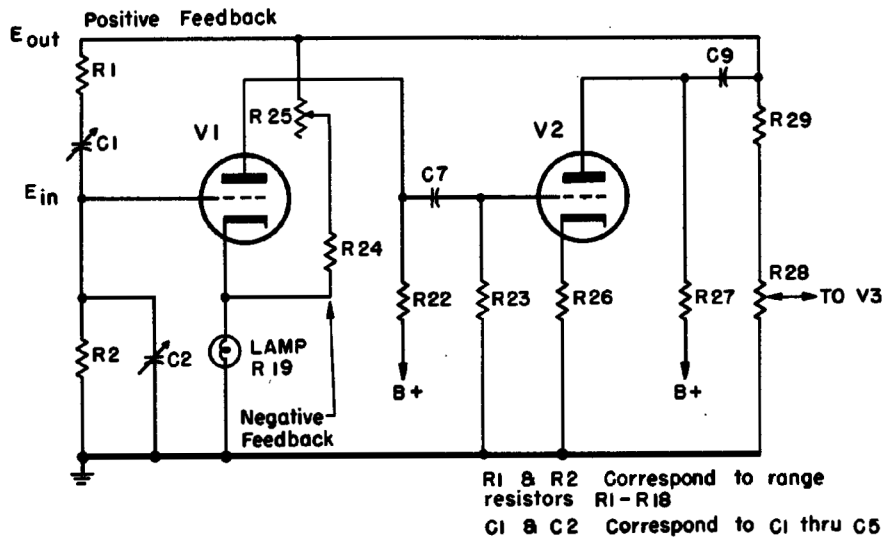 Positive Feedback
E out
R1
C9
R25
V1
V2
R29
C1
E in
C7
R24
R28
R22
R23
R26
R27
TO V3
R2
C2
LAMP
R19
B+
B+
Negative
Feedback
R1 & R2 Correspond to range
resistors R1-R18
C1 & C2 Correspond to C1 thru C5